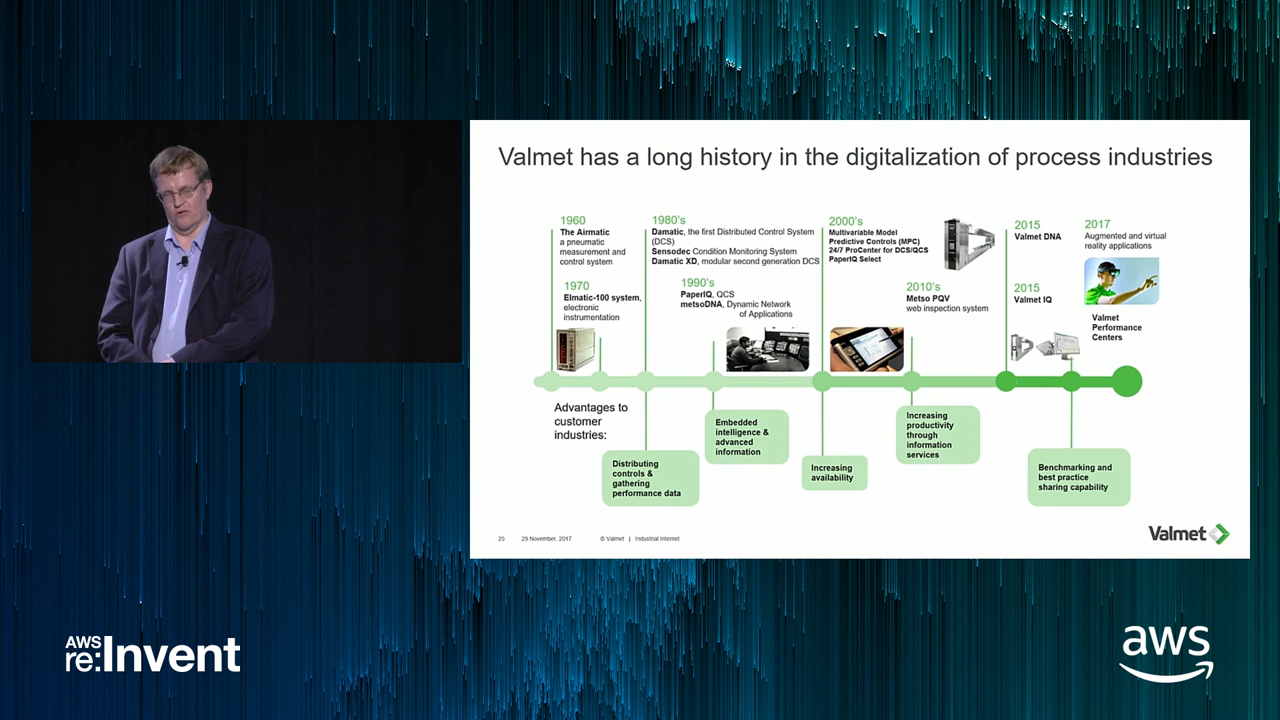 Valmet has a long history in the digitalization of process industries
1960
The Airmatic
a pneumatic
measurement and
control system
1970
Elmatic-100 system,
electronic
instrumentation
1980's
Damatic, the first Distributed Control System
(DCS)
Sensodec Condition Monitoring System
Damatic XD, modular second generation DCS
1990's
PaperIQ, QCS
metsoDNA, Dynamic Network
of Applications
2000's
Multivariable Model
Predictive Controls (MPC)
24/7 ProCenter for DCS/QCS
PaperIQ Select
2010's
Metso PQV
web inspection system
2015
Valmet DNA
2015
Valmet IQ
2017
Augmented and virtual
reality applications
Valmet
Performance
Centers
Advantages to
customer
industries:
Distributing
controls &
gathering
performance data
Embedded
intelligence &
advanced
information
Increasing
availability
Increasing
productivity
through
information
services
Benchmarking and
best practice
sharing capability
25 29 November, 2017 © Valmet | Industrial Internet
Valmet
AWS
re:Invent
aws